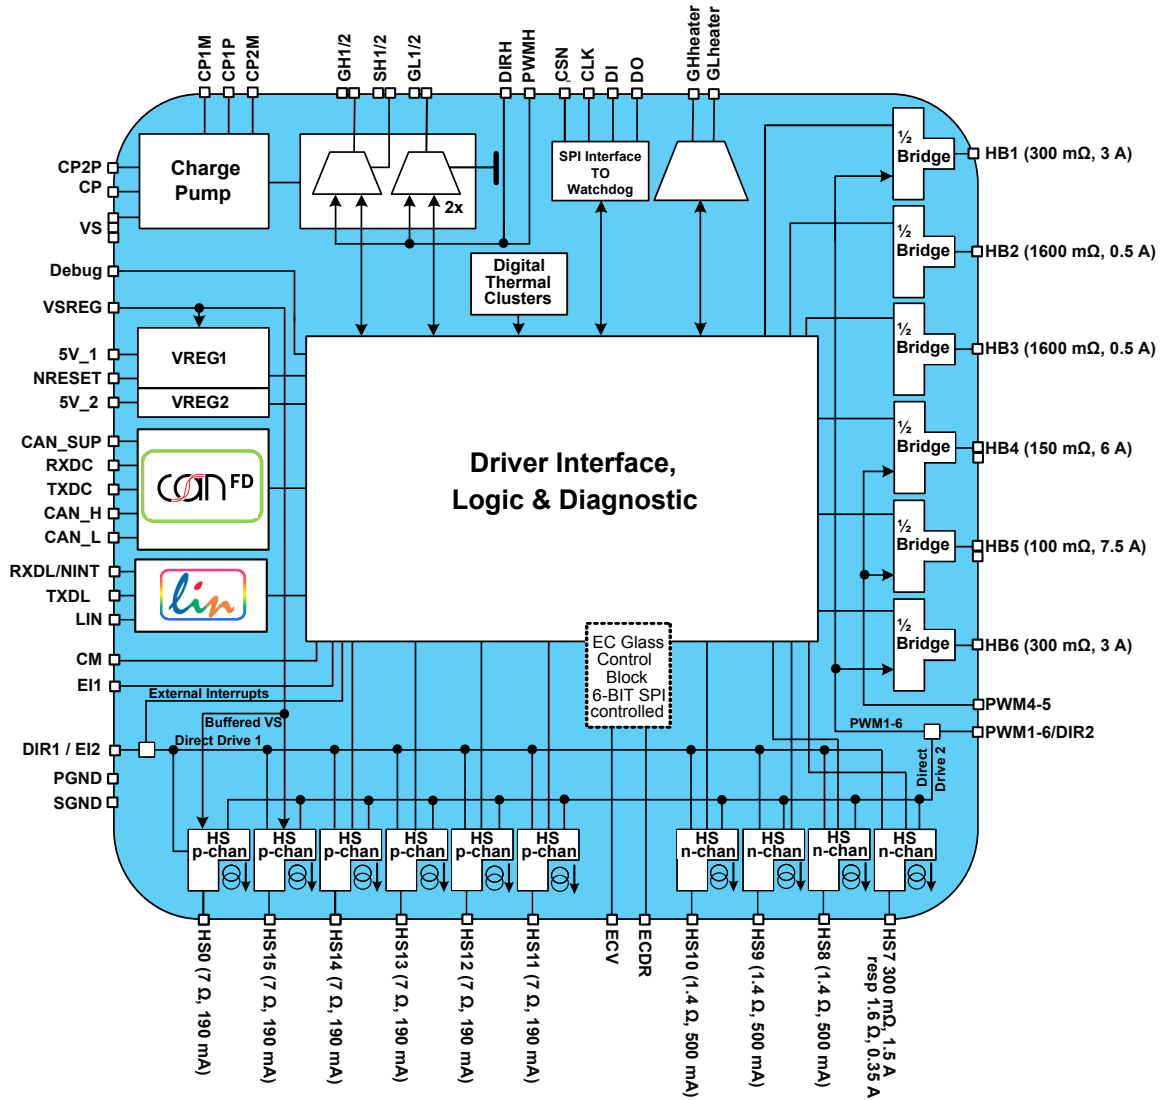 CP1M
CP1P
CP2M
GH1/2
SH1/2
GL1/2
DIRH
PWMH
CSN
CLK
DI
DO
GHheater
GLheater
CP2P
CP
VS
Debug
VSREG
5V_1
NRESET
5V_2
CAN_SUP
RXDC
TXDC
CAN_H
CAN_L
RXDL/NINT
TXDL
LIN
CM
EI1
DIR1 / EI2
PGND
SGND
Charge
Pump
2x
SPI Interface
TO
Watchdog
Digital
Thermal
Clusters
VREG1
VREG2
CAN FD
lin
Driver Interface,
Logic & Diagnostic
EC Glass
Control
Block
6-BIT SPI
controlled
External Interrupts
Buffered VS
Direct Drive 1
PWM1-6
Direct
Drive 2
½
Bridge
½
Bridge
½
Bridge
½
Bridge
½
Bridge
½
Bridge
HB1 (300 mΩ, 3 A)
HB2 (1600 mΩ, 0.5 A)
HB3 (1600 mΩ, 0.5 A)
HB4 (150 mΩ, 6 A)
HB5 (100 mΩ, 7.5 A)
HB6 (300 mΩ, 3 A)
PWM4-5
PWM1-6/DIR2
HS
p-chan
HS
p-chan
HS
p-chan
HS
p-chan
HS
p-chan
HS
p-chan
HS
n-chan
HS
n-chan
HS
n-chan
HS
n-chan
HS0 (7 Ω, 190 mA)
HS15 (7 Ω, 190 mA)
HS14 (7 Ω, 190 mA)
HS13 (7 Ω, 190 mA)
HS12 (7 Ω, 190 mA)
HS11 (7 Ω, 190 mA)
ECV
ECDR
HS10 (1.4 Ω, 500 mA)
HS9 (1.4 Ω, 500 mA)
HS8 (1.4 Ω, 500 mA)
HS7 300 mΩ, 1.5 A
resp 1.6 Ω, 0.35 A